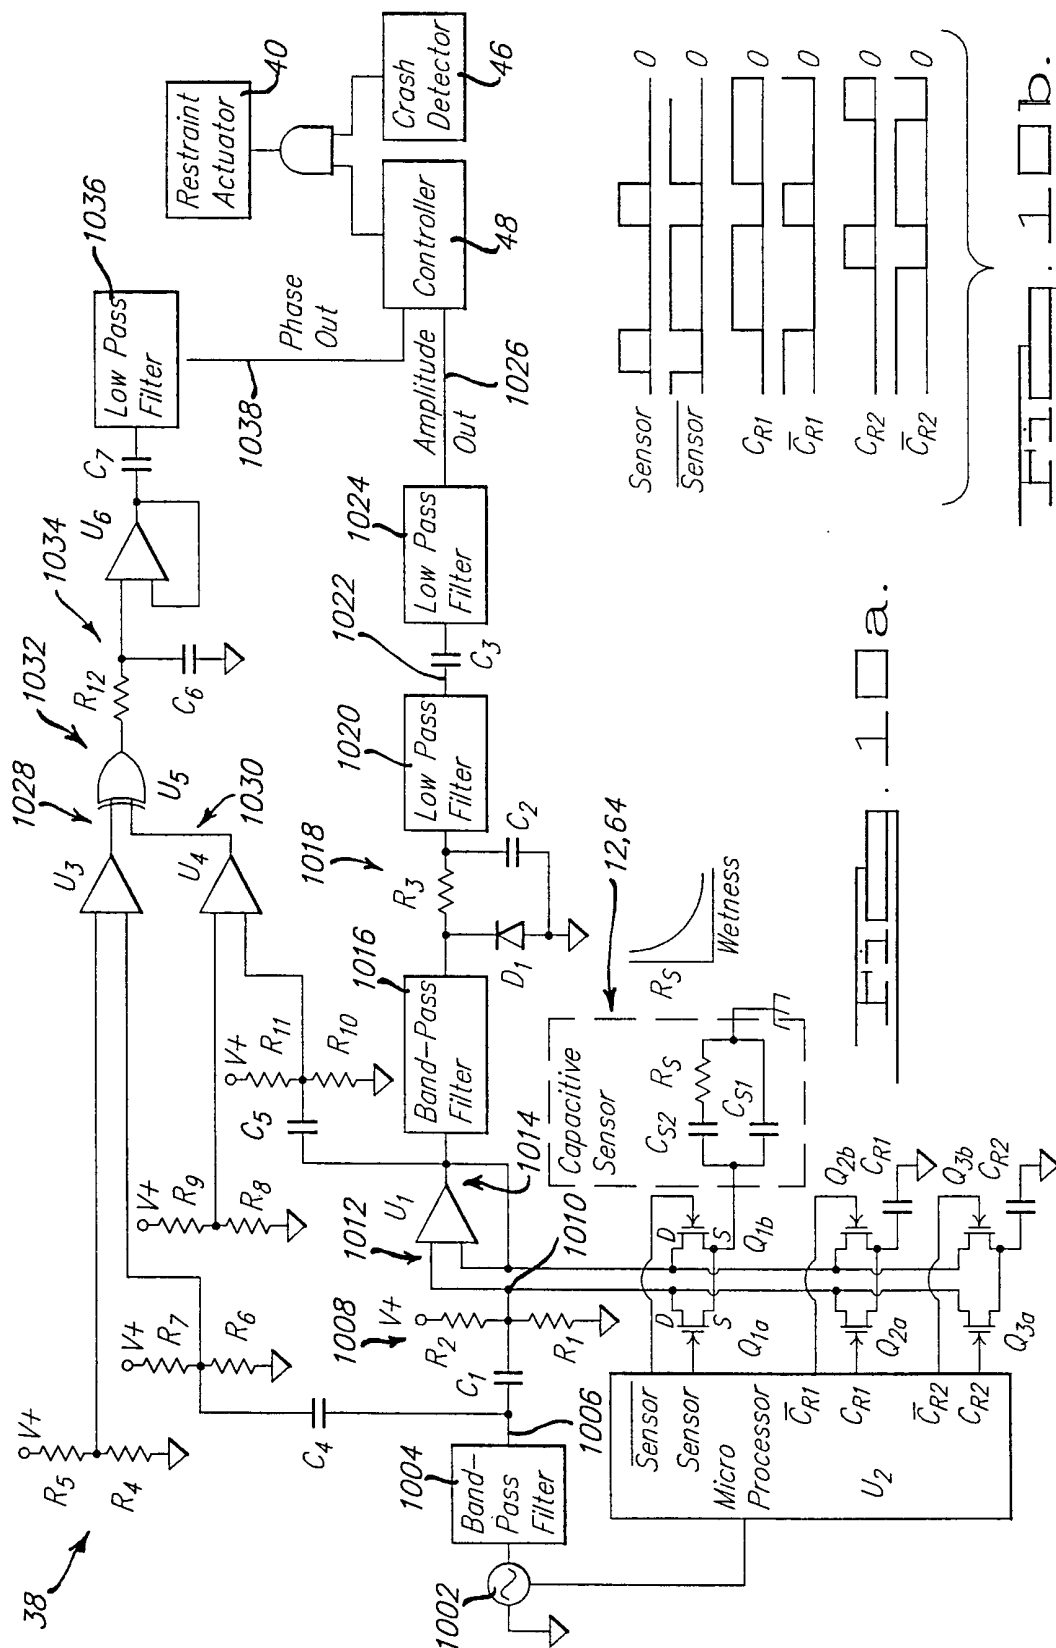 38
R5
V+
R4
R7
V+
R6
C4
R9
V+
R8
V+
R11
R10
C5
U3
U4
1028
1030
1032
U5
R12
1034
C6
U6
C7
Low Pass
Filter
1036
1038
Phase
Out
Restraint
Actuator
40
Crash
Detector
46
Controller
48
Amplitude
Out
1026
1002
Band-
Pass
Filter
1004
1006
C1
1008
V+
R2
R1
1010
1012
U1
1014
Band-Pass
Filter
1016
D1
R3
1018
C2
Low Pass
Filter
1020
1022
C3
Low Pass
Filter
1024
Capacitive
Sensor
CS2
RS
CS1
12,64
RS
Wetness
Micro
Processor
U2
S̅e̅n̅s̅o̅r̅
Sensor
C̅R1
CR1
C̅R2
CR2
D
S
Q1a
D
S
Q1b
Q2a
Q2b
CR1
Q3a
Q3b
CR2
Fig. 10a.
Sensor 0
S̅e̅n̅s̅o̅r̅ 0
CR1 0
C̅R1 0
CR2 0
C̅R2 0
Fig. 10b.